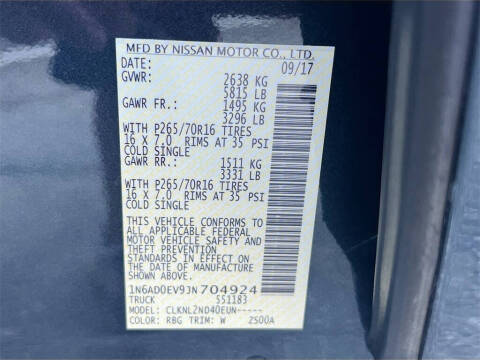 MFD BY NISSAN MOTOR CO., LTD.
DATE: 09/17
GVWR: 2638 KG
5815 LB
GAWR FR.: 1495 KG
3296 LB
WITH P265/70R16 TIRES
16 X 7.0 RIMS AT 35 PSI
COLD SINGLE
GAWR RR.: 1511 KG
3331 LB
WITH P265/70R16 TIRES
16 X 7.0 RIMS AT 35 PSI
COLD SINGLE
THIS VEHICLE CONFORMS TO
ALL APPLICABLE FEDERAL
MOTOR VEHICLE SAFETY AND
THEFT PREVENTION
STANDARDS IN EFFECT ON
THE DATE OF MANUFACTURE
SHOWN ABOVE.
1N6AD0EV9JN704924
TRUCK 551183
MODEL: CLKNL2ND40EUN-----
COLOR: RBG TRIM: W 2S00A